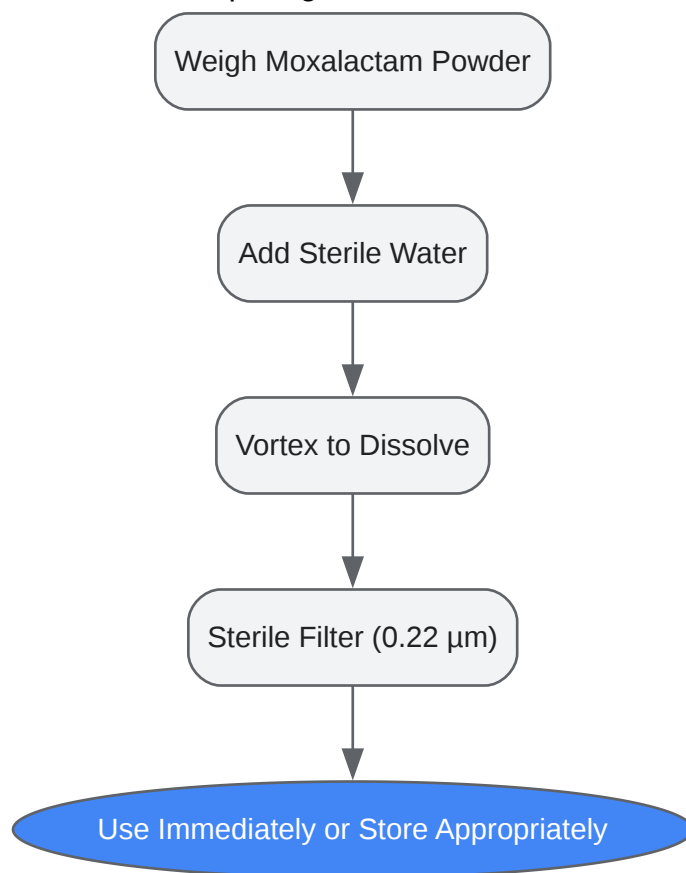 Weigh Moxalactam Powder
Add Sterile Water
Vortex to Dissolve
Sterile Filter (0.22 µm)
Use Immediately or Store Appropriately